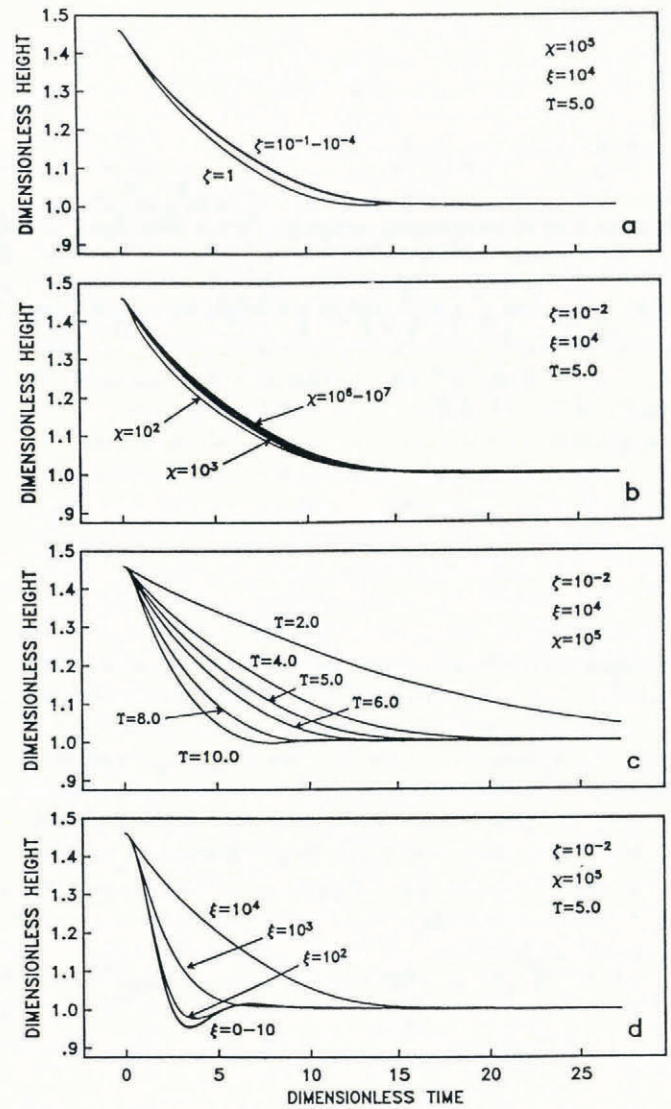 1.5
1.4
1.3
1.2
1.1
1.0
.9
DIMENSIONLESS HEIGHT
χ=10⁵
ξ=10⁴
T=5.0
ζ=10⁻¹−10⁻⁴
ζ=1
a
1.5
1.4
1.3
1.2
1.1
1.0
.9
DIMENSIONLESS HEIGHT
ζ=10⁻²
ξ=10⁴
T=5.0
χ=10⁶−10⁷
χ=10²
χ=10³
b
1.5
1.4
1.3
1.2
1.1
1.0
.9
DIMENSIONLESS HEIGHT
ζ=10⁻²
ξ=10⁴
χ=10⁵
T=2.0
T=4.0
T=5.0
T=6.0
T=8.0
T=10.0
c
1.5
1.4
1.3
1.2
1.1
1.0
.9
DIMENSIONLESS HEIGHT
ζ=10⁻²
χ=10⁵
T=5.0
ξ=10⁴
ξ=10³
ξ=10²
ξ=0−10
d
0 5 10 15 20 25
DIMENSIONLESS TIME